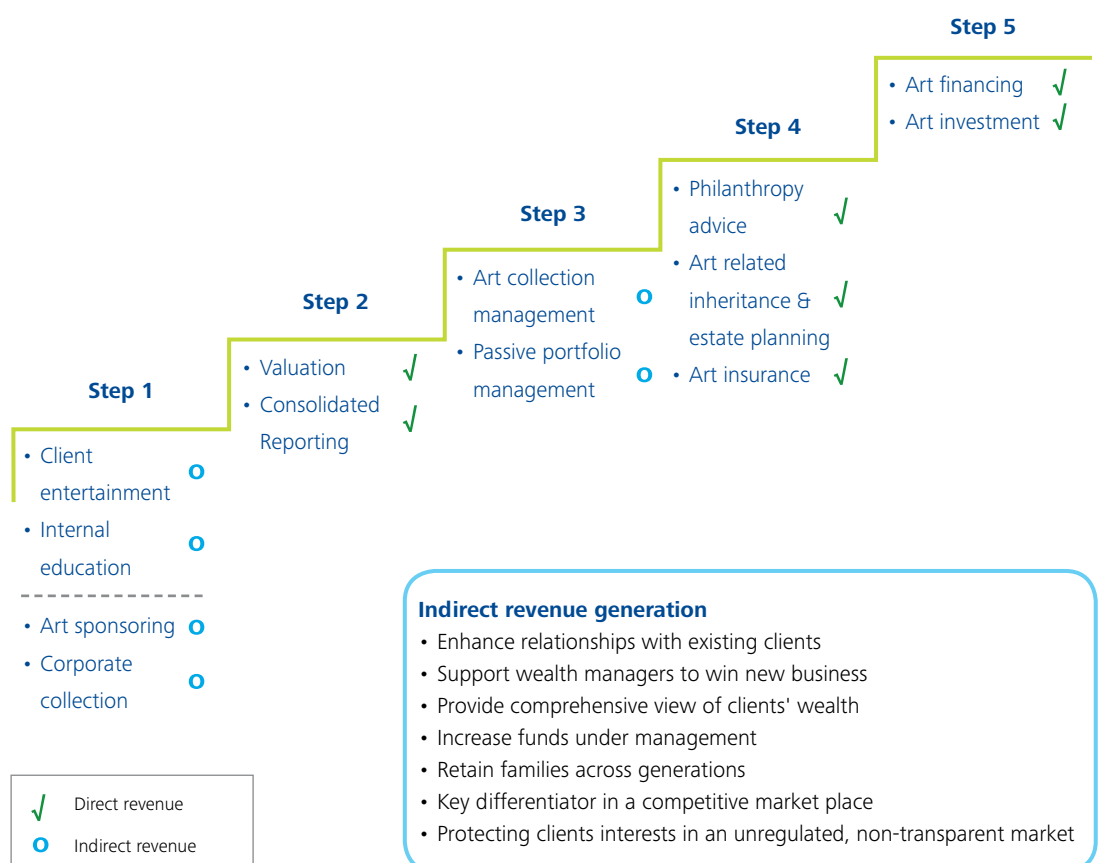 Step 1
• Client
entertainment O
• Internal
education O
• Art sponsoring O
• Corporate
collection O
Step 2
• Valuation √
• Consolidated √
Reporting
Step 3
• Art collection
management O
• Passive portfolio
management O
Step 4
• Philanthropy
advice √
• Art related
inheritance & √
estate planning
• Art insurance √
Step 5
• Art financing √
• Art investment √
Indirect revenue generation
• Enhance relationships with existing clients
• Support wealth managers to win new business
• Provide comprehensive view of clients' wealth
• Increase funds under management
• Retain families across generations
• Key differentiator in a competitive market place
• Protecting clients interests in an unregulated, non-transparent market
√ Direct revenue
O Indirect revenue